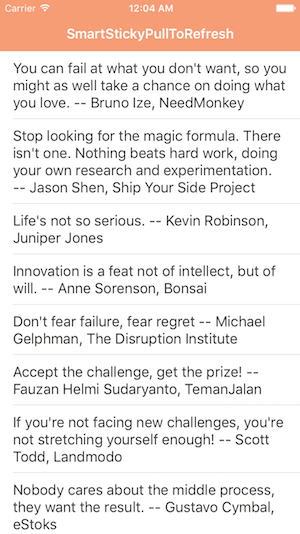 Carrier 12:04 AM
SmartStickyPullToRefresh
You can fail at what you don't want, so you
might as well take a chance on doing what
you love. -- Bruno Ize, NeedMonkey
Stop looking for the magic formula. There
isn't one. Nothing beats hard work, doing
your own research and experimentation.
-- Jason Shen, Ship Your Side Project
Life's not so serious. -- Kevin Robinson,
Juniper Jones
Innovation is a feat not of intellect, but of
will. -- Anne Sorenson, Bonsai
Don't fear failure, fear regret -- Michael
Gelphman, The Disruption Institute
Accept the challenge, get the prize! --
Fauzan Helmi Sudaryanto, TemanJalan
If you're not facing new challenges, you're
not stretching yourself enough! -- Scott
Todd, Landmodo
Nobody cares about the middle process,
they want the result. -- Gustavo Cymbal,
eStoks